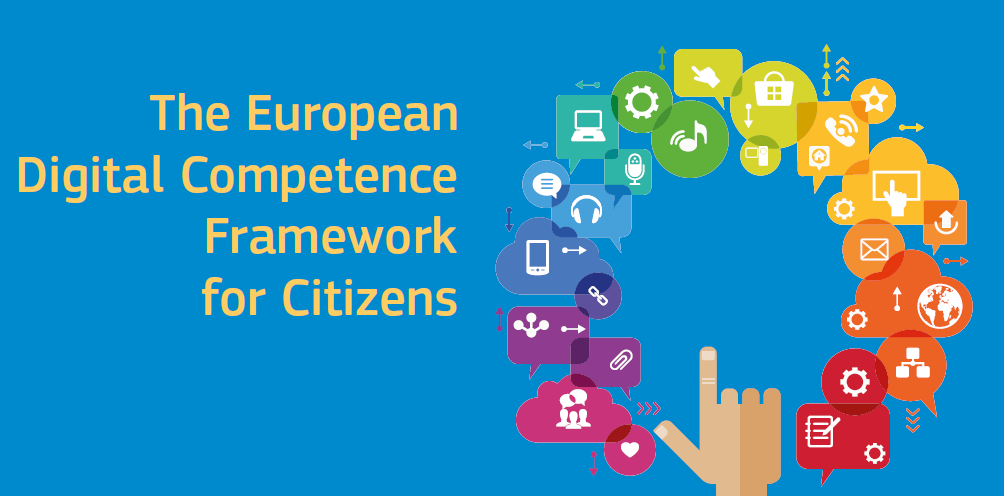 The European
Digital Competence
Framework
for Citizens